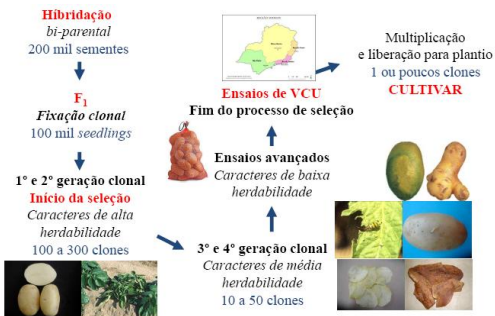 Hibridação
bi-parental
200 mil sementes
F1
Fixação clonal
100 mil seedlings
1º e 2º geração clonal
Início da seleção
Caracteres de alta
herdabilidade
100 a 300 clones
3º e 4º geração clonal
Caracteres de média
herdabilidade
10 a 50 clones
Ensaios avançados
Caracteres de baixa
herdabilidade
Ensaios de VCU
Fim do processo de seleção
Multiplicação
e liberação para plantio
1 ou poucos clones
CULTIVAR